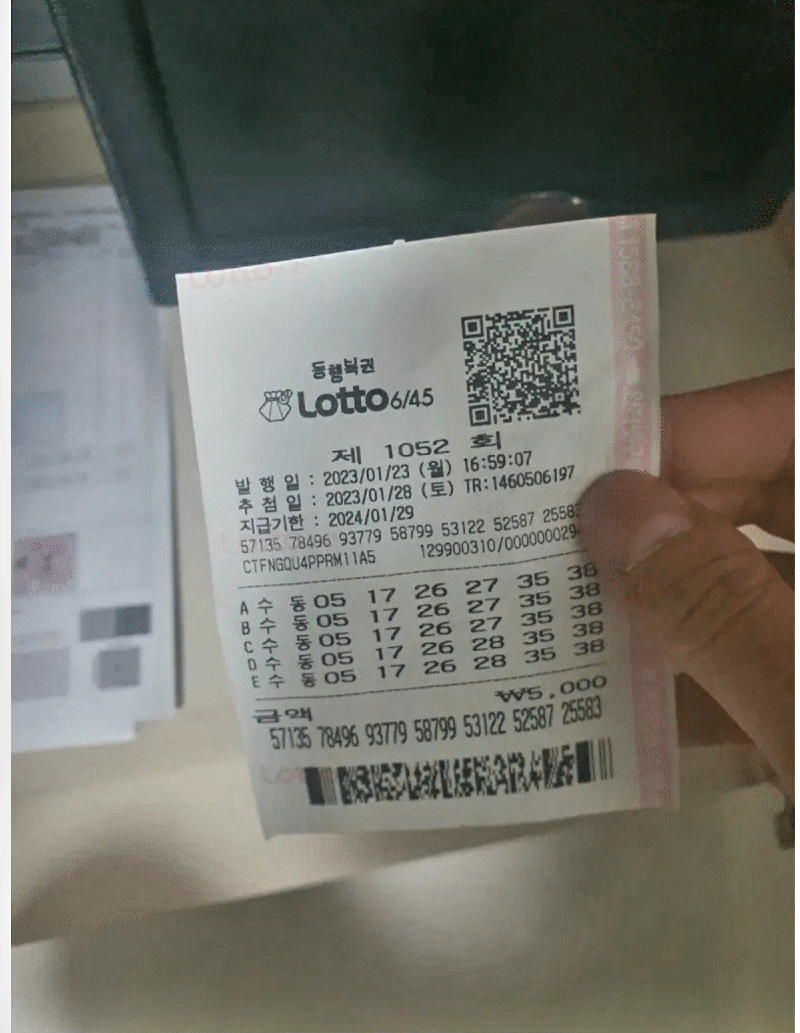 동행복권
Lotto 6/45
제 1052 회
발 행 일 : 2023/01/23 (월) 16:59:07
추 첨 일 : 2023/01/28 (토) TR:1460506197
지급기한 : 2024/01/29
57135 78496 93779 58799 53122 52587 25583
CTFNGQU4PPRM11A5 129900310/000000029
A 수 동 05 17 26 27 35 38
B 수 동 05 17 26 27 35 38
C 수 동 05 17 26 27 35 38
D 수 동 05 17 26 28 35 38
E 수 동 05 17 26 28 35 38
금액 ₩5,000
57135 78496 93779 58799 53122 52587 25583